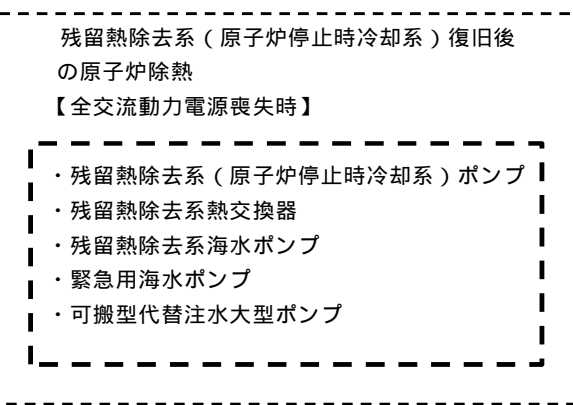 残留熱除去系（原子炉停止時冷却系）復旧後
の原子炉除熱
【全交流動力電源喪失時】
・残留熱除去系（原子炉停止時冷却系）ポンプ
・残留熱除去系熱交換器
・残留熱除去系海水ポンプ
・緊急用海水ポンプ
・可搬型代替注水大型ポンプ